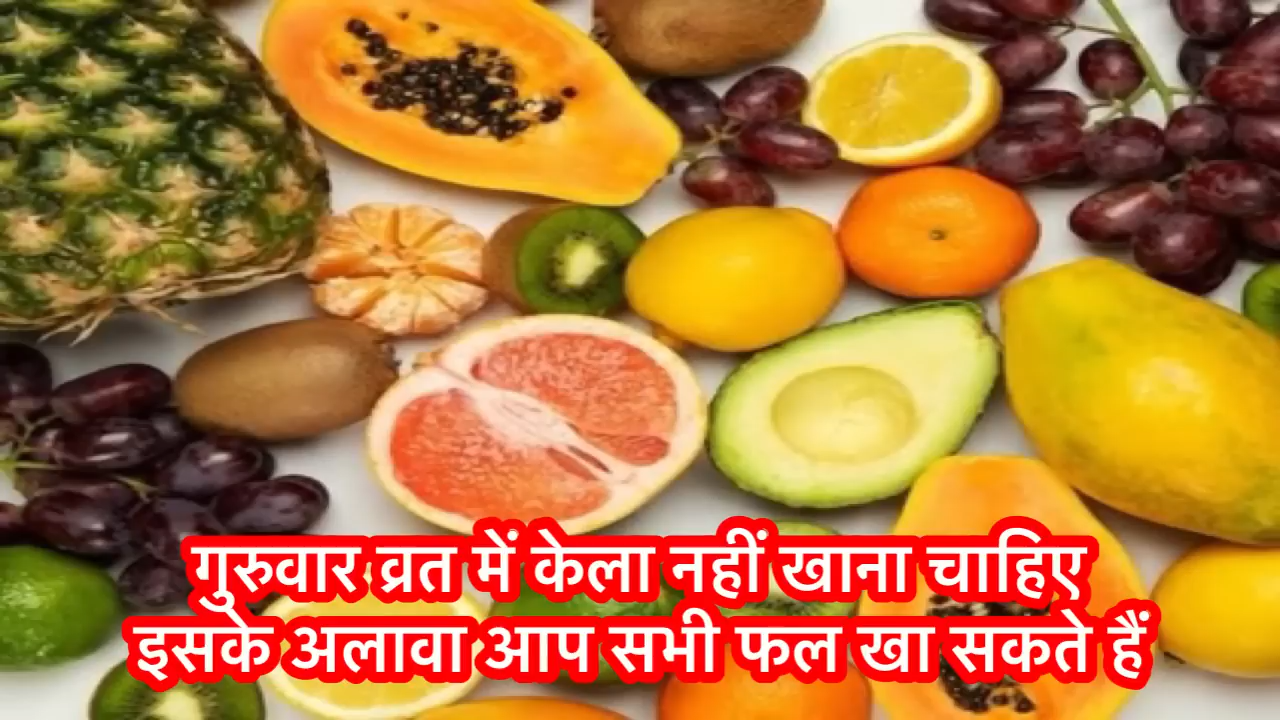 गुरुवार व्रत में केला नहीं खाना चाहिए
इसके अलावा आप सभी फल खा सकते हैं